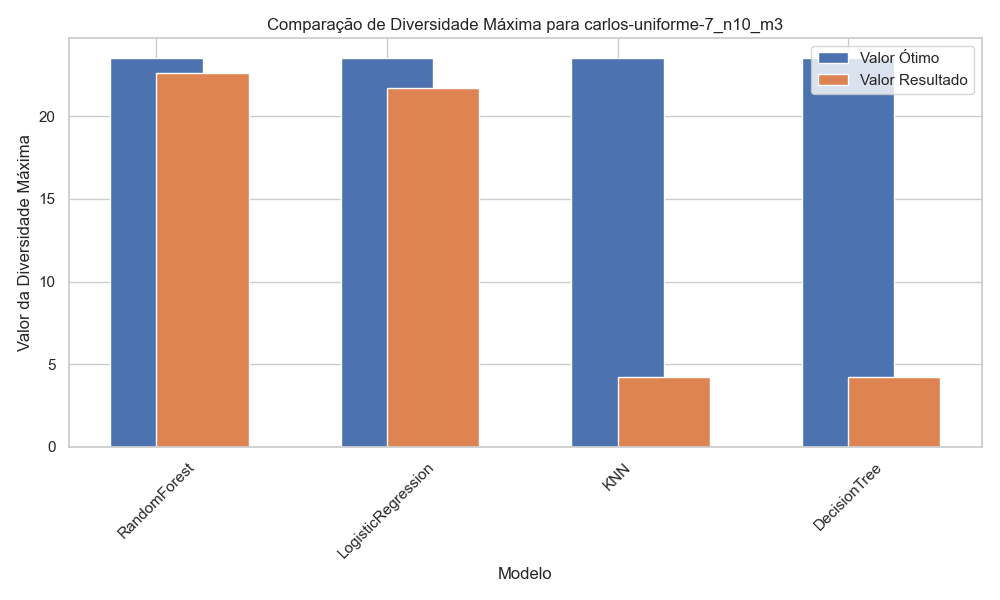 Comparação de Diversidade Máxima para carlos-uniforme-7_n10_m3
Valor Ótimo
Valor Resultado
Valor da Diversidade Máxima
20
15
10
5
0
RandomForest
LogisticRegression
KNN
DecisionTree
Modelo